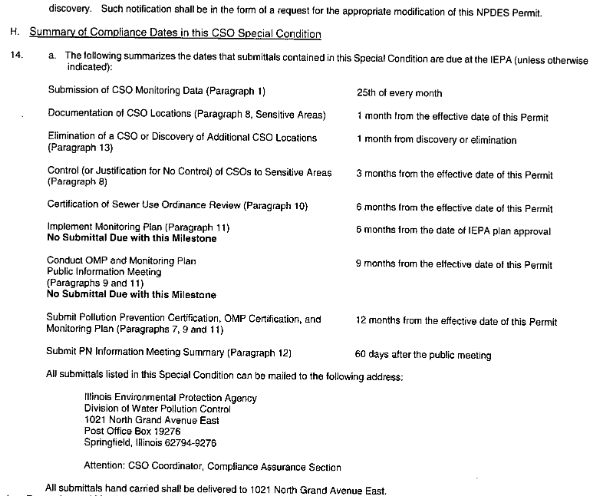 discovery. Such notification shall be in the form of a request for the appropriate modification of this NPDES Permit.
H. Summary of Compliance Dates in this CSO Special Condition
14. a. The following summarizes the dates that submittals contained in this Special Condition are due at the IEPA (unless otherwise
indicated):
Submission of CSO Monitoring Data (Paragraph 1) 25th of every month
Documentation of CSO Locations (Paragraph 8, Sensitive Areas) 1 month from the effective date of this Permit
Elimination of a CSO or Discovery of Additional CSO Locations 1 month from discovery or elimination
(Paragraph 13)
Control (or Justification for No Control) of CSOs to Sensitive Areas 3 months from the effective date of this Permit
(Paragraph 8)
Certification of Sewer Use Ordinance Review (Paragraph 10) 6 months from the effective date of this Permit
Implement Monitoring Plan (Paragraph 11) 6 months from the date of IEPA plan approval
No Submittal Due with this Milestone
Conduct OMP and Monitoring Plan 9 months from the effective date of this Permit
Public Information Meeting
(Paragraphs 9 and 11)
No Submittal Due with this Milestone
Submit Pollution Prevention Certification, OMP Certification, and 12 months from the effective date of this Permit
Monitoring Plan (Paragraphs 7, 9 and 11)
Submit PN Information Meeting Summary (Paragraph 12) 60 days after the public meeting
All submittals listed in this Special Condition can be mailed to the following address:
Illinois Environmental Protection Agency
Division of Water Pollution Control
1021 North Grand Avenue East
Post Office Box 19276
Springfield, Illinois 62794-9276
Attention: CSO Coordinator, Compliance Assurance Section
All submittals hand carried shall be delivered to 1021 North Grand Avenue East.